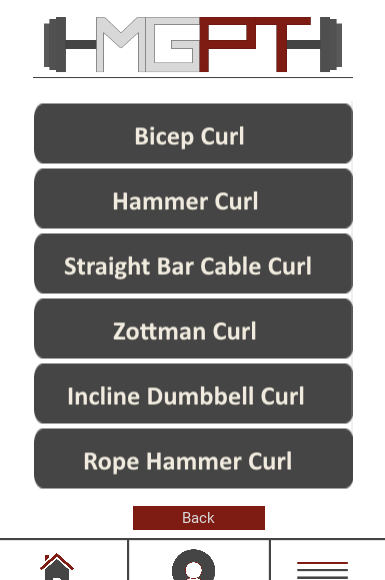 MGPT
Bicep Curl
Hammer Curl
Straight Bar Cable Curl
Zottman Curl
Incline Dumbbell Curl
Rope Hammer Curl
Back